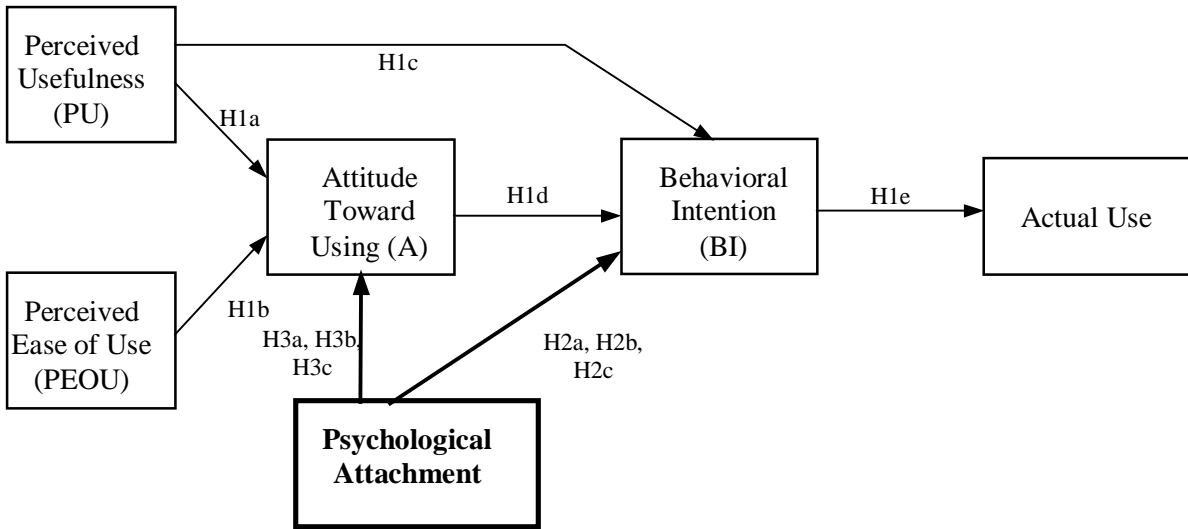 Perceived
Usefulness
(PU)
H1c
H1a
Attitude
Toward
Using (A)
H1d
Behavioral
Intention
(BI)
H1e
Actual Use
Perceived
Ease of Use
(PEOU)
H1b
H3a, H3b,
H3c
H2a, H2b,
H2c
Psychological
Attachment